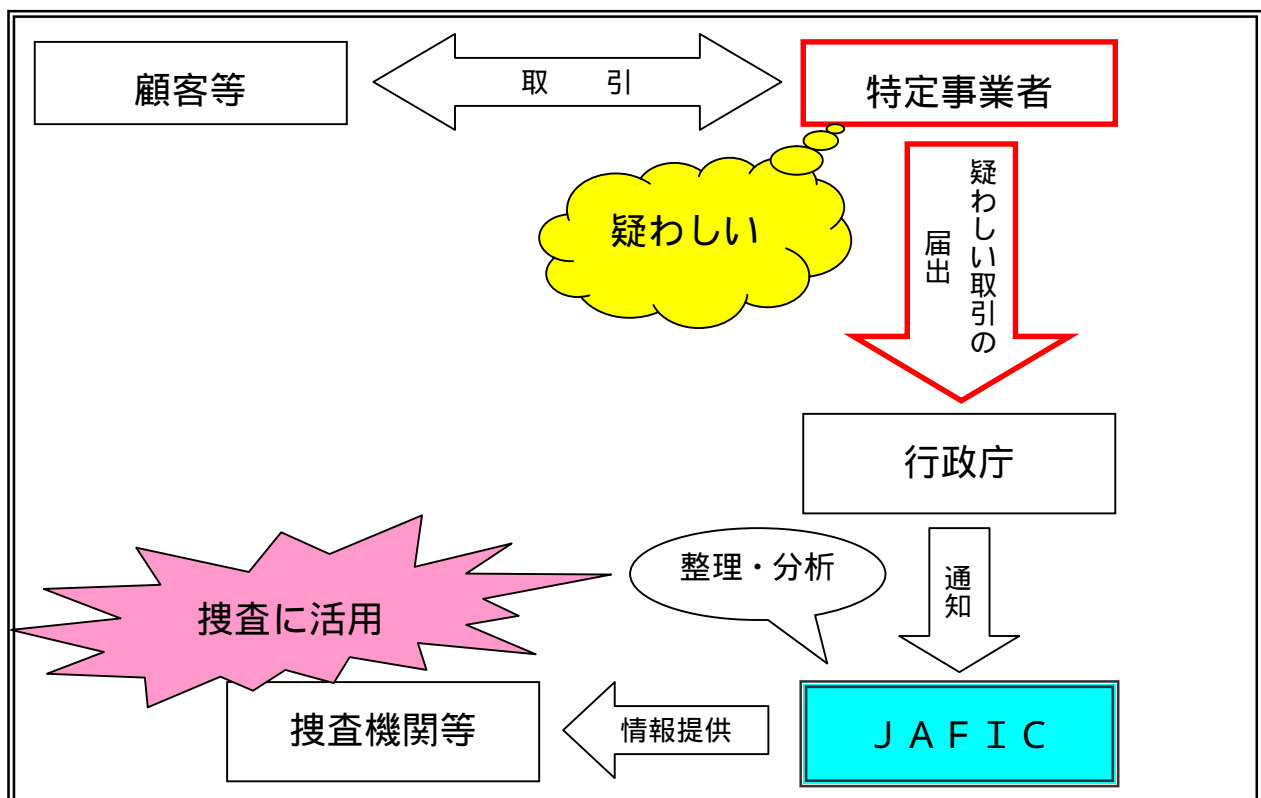 顧客等
取　引
特定事業者
疑わしい
疑わしい取引の
届出
行政庁
整理・分析
通知
捜査に活用
捜査機関等
情報提供
ＪＡＦＩＣ